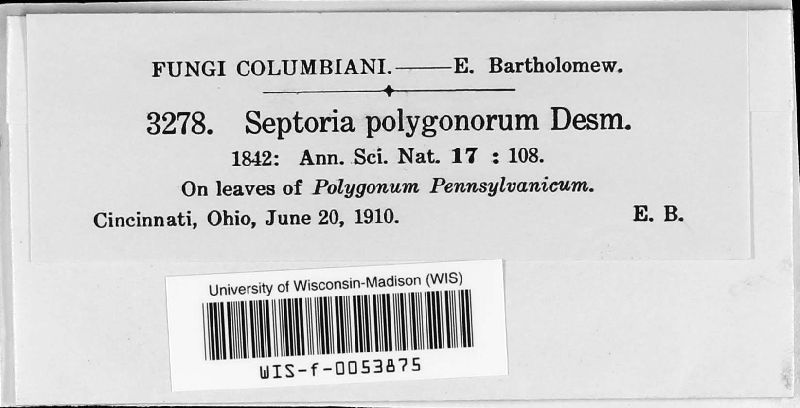 FUNGI COLUMBIANI.——E. Bartholomew.
3278. Septoria polygonorum Desm.
1842: Ann. Sci. Nat. 17 : 108.
On leaves of Polygonum Pennsylvanicum.
Cincinnati, Ohio, June 20, 1910. E. B.
University of Wisconsin-Madison (WIS)
WIS-f-0053875